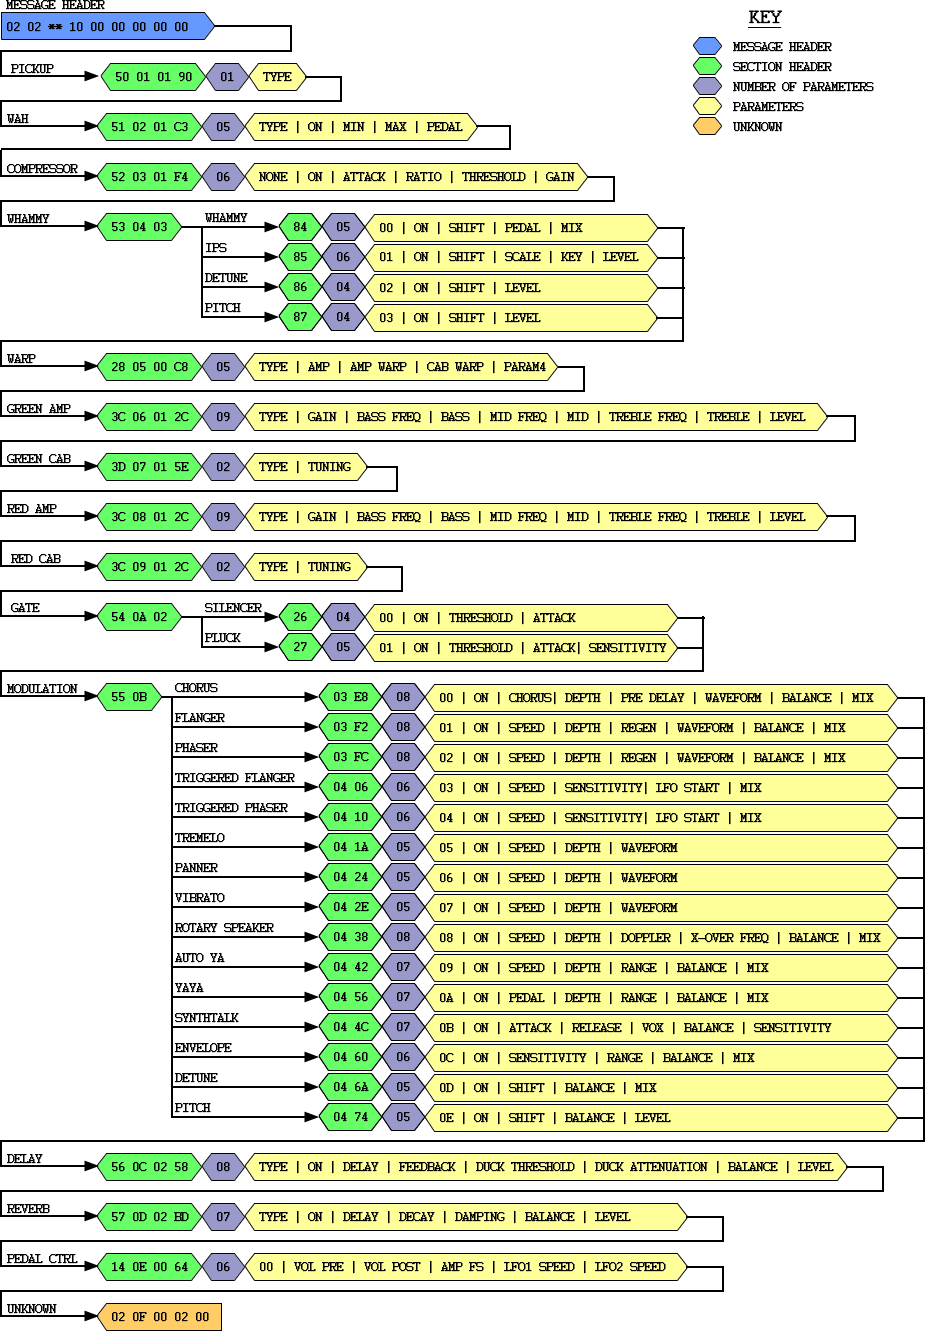 MESSAGE HEADER
02 02 ** 10 00 00 00 00 00
KEY
MESSAGE HEADER
SECTION HEADER
NUMBER OF PARAMETERS
PARAMETERS
UNKNOWN
PICKUP
50 01 01 90 01 TYPE
WAH
51 02 01 C3 05 TYPE | ON | MIN | MAX | PEDAL
COMPRESSOR
52 03 01 F4 06 NONE | ON | ATTACK | RATIO | THRESHOLD | GAIN
WHAMMY
53 04 03
WHAMMY
84 05 00 | ON | SHIFT | PEDAL | MIX
IPS
85 06 01 | ON | SHIFT | SCALE | KEY | LEVEL
DETUNE
86 04 02 | ON | SHIFT | LEVEL
PITCH
87 04 03 | ON | SHIFT | LEVEL
WARP
28 05 00 C8 05 TYPE | AMP | AMP WARP | CAB WARP | PARAM4
GREEN AMP
3C 06 01 2C 09 TYPE | GAIN | BASS FREQ | BASS | MID FREQ | MID | TREBLE FREQ | TREBLE | LEVEL
GREEN CAB
3D 07 01 5E 02 TYPE | TUNING
RED AMP
3C 08 01 2C 09 TYPE | GAIN | BASS FREQ | BASS | MID FREQ | MID | TREBLE FREQ | TREBLE | LEVEL
RED CAB
3C 09 01 2C 02 TYPE | TUNING
GATE
54 0A 02
SILENCER
26 04 00 | ON | THRESHOLD | ATTACK
PLUCK
27 05 01 | ON | THRESHOLD | ATTACK| SENSITIVITY
MODULATION
55 0B
CHORUS
03 E8 08 00 | ON | CHORUS| DEPTH | PRE DELAY | WAVEFORM | BALANCE | MIX
FLANGER
03 F2 08 01 | ON | SPEED | DEPTH | REGEN | WAVEFORM | BALANCE | MIX
PHASER
03 FC 08 02 | ON | SPEED | DEPTH | REGEN | WAVEFORM | BALANCE | MIX
TRIGGERED FLANGER
04 06 06 03 | ON | SPEED | SENSITIVITY| LFO START | MIX
TRIGGERED PHASER
04 10 06 04 | ON | SPEED | SENSITIVITY| LFO START | MIX
TREMELO
04 1A 05 05 | ON | SPEED | DEPTH | WAVEFORM
PANNER
04 24 05 06 | ON | SPEED | DEPTH | WAVEFORM
VIBRATO
04 2E 05 07 | ON | SPEED | DEPTH | WAVEFORM
ROTARY SPEAKER
04 38 08 08 | ON | SPEED | DEPTH | DOPPLER | X-OVER FREQ | BALANCE | MIX
AUTO YA
04 42 07 09 | ON | SPEED | DEPTH | RANGE | BALANCE | MIX
YAYA
04 56 07 0A | ON | PEDAL | DEPTH | RANGE | BALANCE | MIX
SYNTHTALK
04 4C 07 0B | ON | ATTACK | RELEASE | VOX | BALANCE | SENSITIVITY
ENVELOPE
04 60 06 0C | ON | SENSITIVITY | RANGE | BALANCE | MIX
DETUNE
04 6A 05 0D | ON | SHIFT | BALANCE | MIX
PITCH
04 74 05 0E | ON | SHIFT | BALANCE | LEVEL
DELAY
56 0C 02 58 08 TYPE | ON | DELAY | FEEDBACK | DUCK THRESHOLD | DUCK ATTENUATION | BALANCE | LEVEL
REVERB
57 0D 02 BD 07 TYPE | ON | DELAY | DECAY | DAMPING | BALANCE | LEVEL
PEDAL CTRL
14 0E 00 64 06 00 | VOL PRE | VOL POST | AMP FS | LFO1 SPEED | LFO2 SPEED
UNKNOWN
02 0F 00 02 00